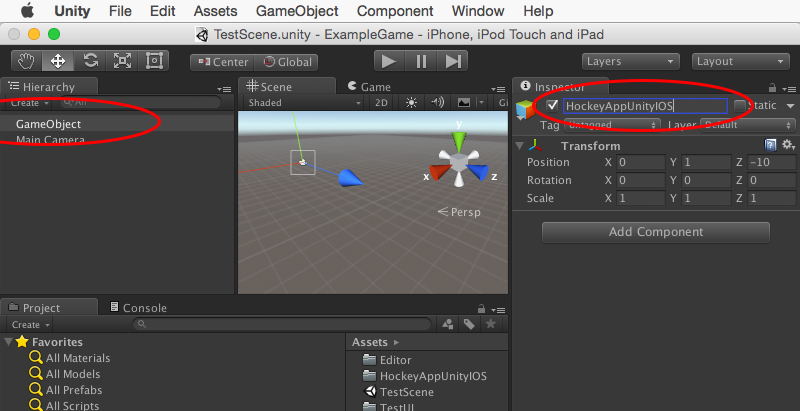 Unity File Edit Assets GameObject Component Window Help
TestScene.unity - ExampleGame - iPhone, iPod Touch and iPad
Center Global Layers Layout
Hierarchy Scene Game Inspector
Create All Shaded 2D HockeyAppUnityIOS Static
GameObject Tag Untagged Layer Default
Main Camera Transform
Position X 0 Y 1 Z -10
Rotation X 0 Y 0 Z 0
Scale X 1 Y 1 Z 1
y
x z
Persp
Add Component
Project Console
Create
Favorites Assets
All Materials Editor
All Models HockeyAppUnityIOS
All Prefabs TestScene
All Scripts TestUI